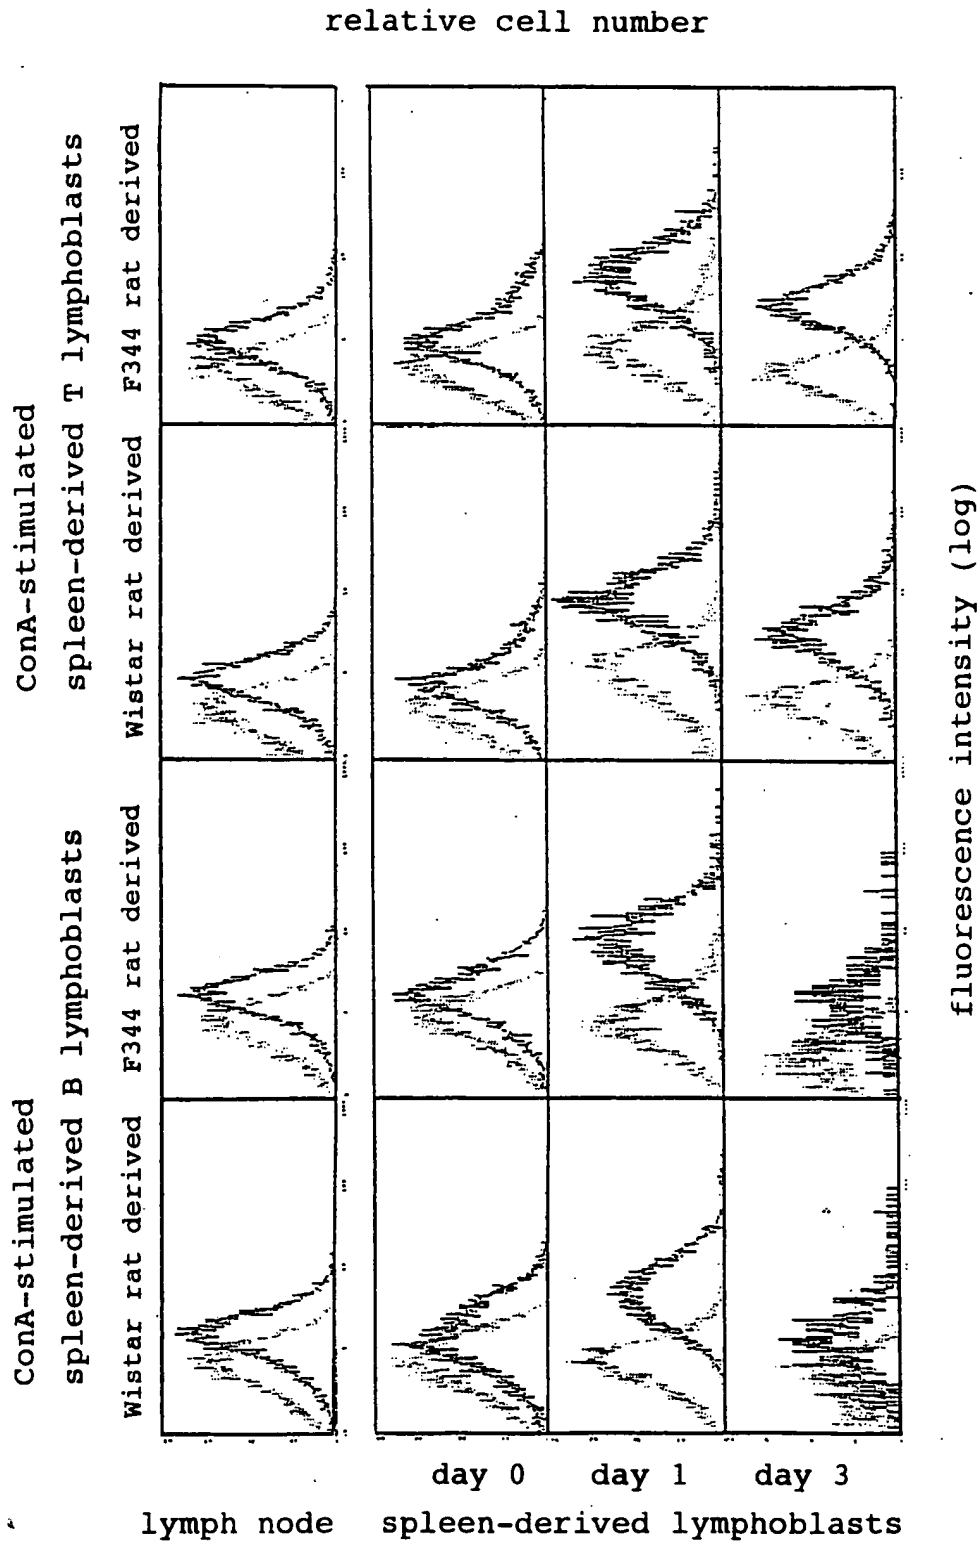 relative cell number
ConA-stimulated
spleen-derived T lymphoblasts
F344 rat derived
Wistar rat derived
ConA-stimulated
spleen-derived B lymphoblasts
F344 rat derived
Wistar rat derived
fluorescence intensity (log)
day 0
day 1
day 3
lymph node
spleen-derived lymphoblasts